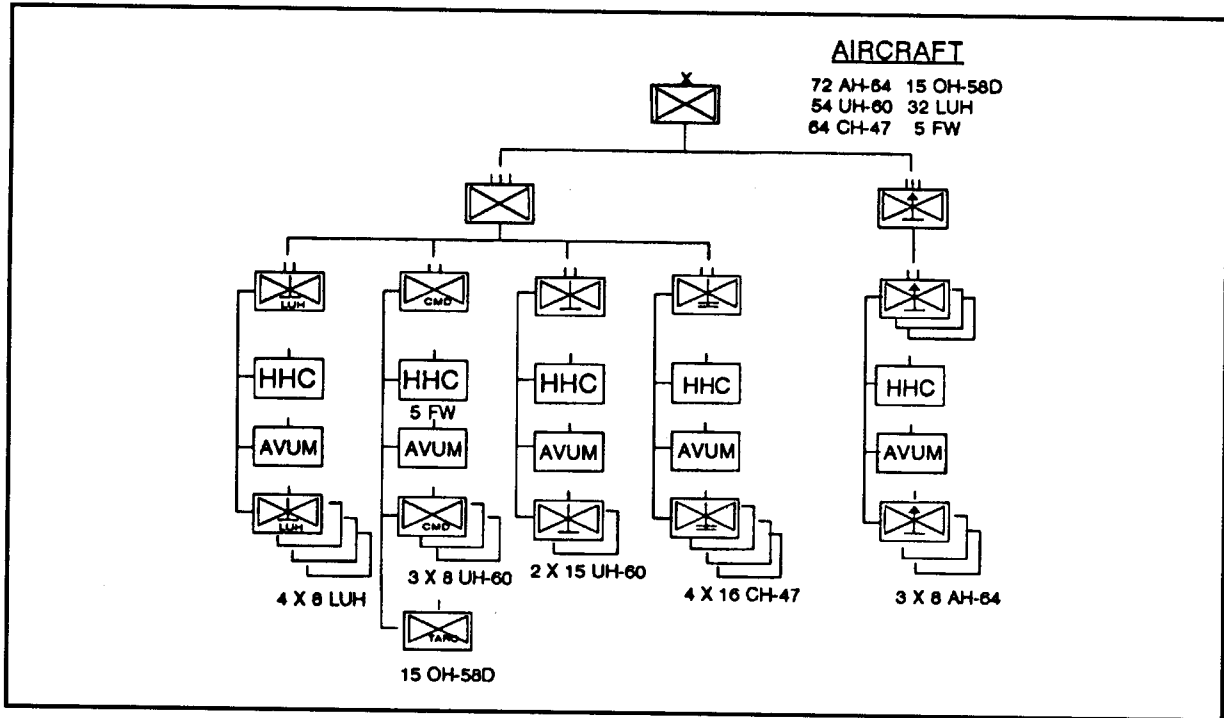 AIRCRAFT
72 AH-64 15 OH-58D
54 UH-60 32 LUH
64 CH-47 5 FW
X
LUH
CMD
HHC
HHC
HHC
HHC
HHC
5 FW
AVUM
AVUM
AVUM
AVUM
AVUM
LUH
CMD
4 X 8 LUH
3 X 8 UH-60
2 X 15 UH-60
4 X 16 CH-47
3 X 8 AH-64
15 OH-58D